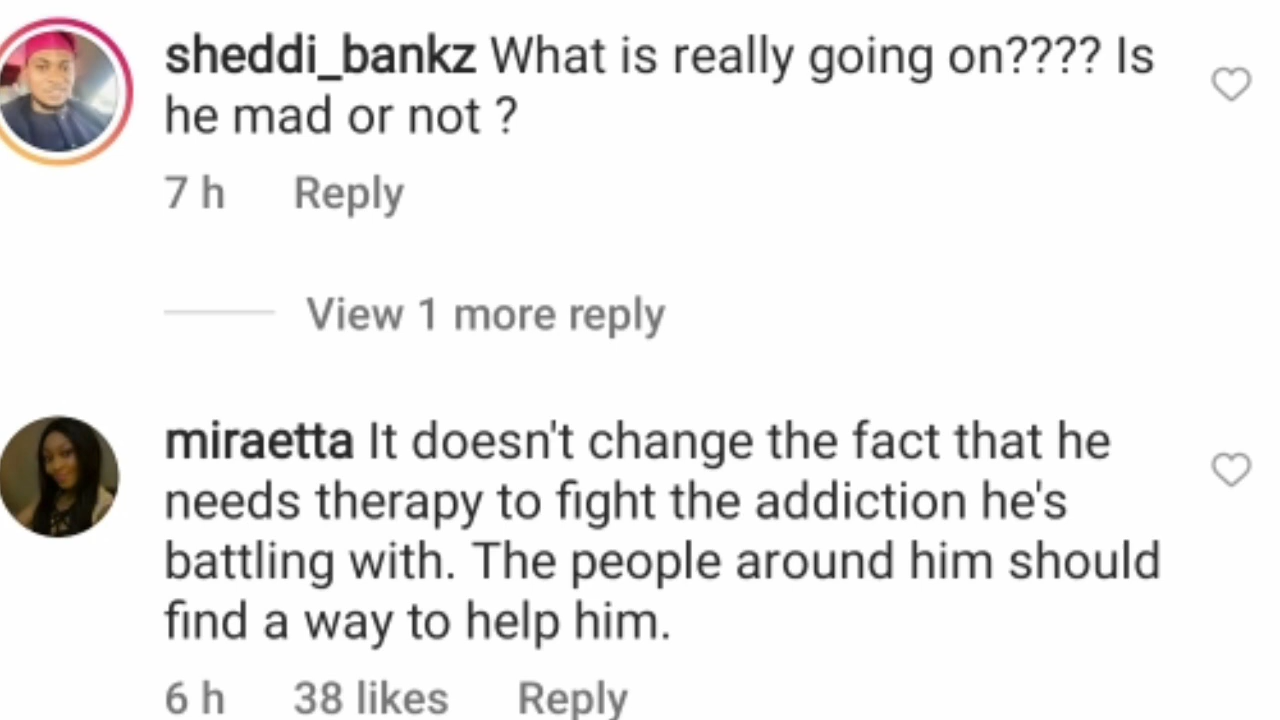 sheddi_bankz What is really going on???? Is
he mad or not ?
7 h Reply
View 1 more reply
miraetta It doesn't change the fact that he
needs therapy to fight the addiction he's
battling with. The people around him should
find a way to help him.
6 h 38 likes Reply